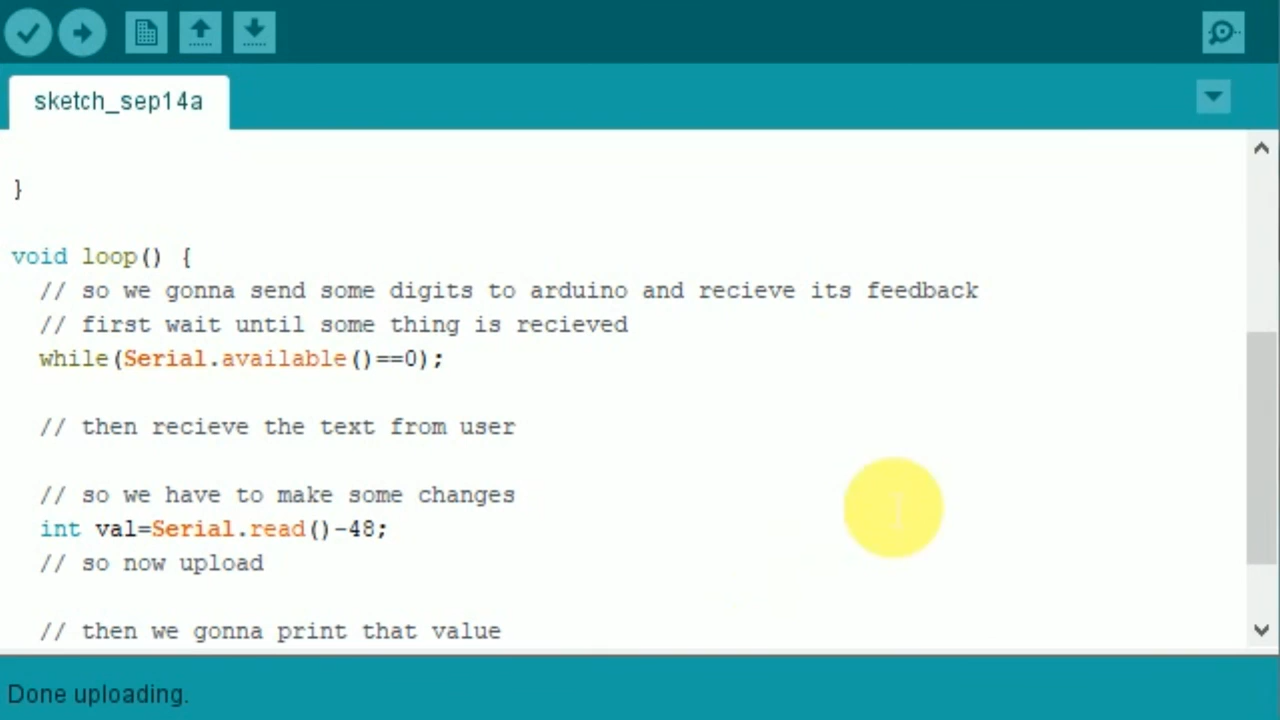 sketch_sep14a
}
void loop() {
// so we gonna send some digits to arduino and recieve its feedback
// first wait until some thing is recieved
while(Serial.available()==0);
// then recieve the text from user
// so we have to make some changes
int val=Serial.read()-48;
// so now upload
// then we gonna print that value
Done uploading.